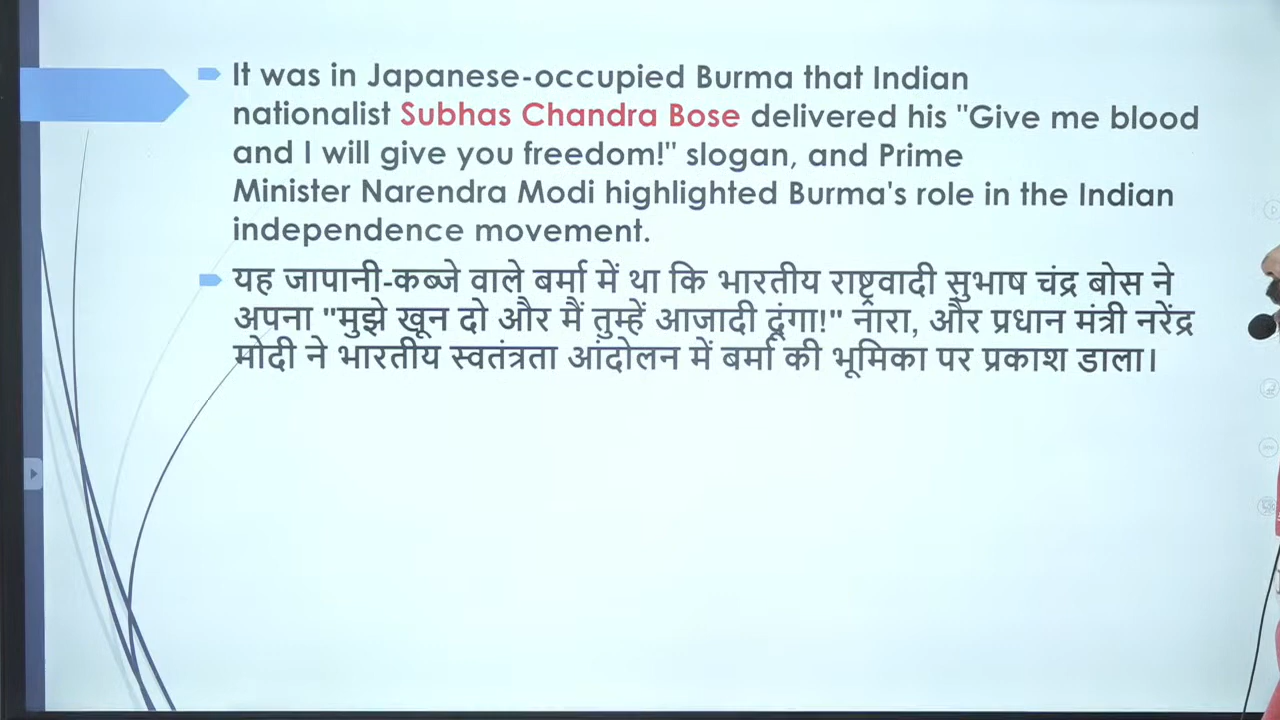 It was in Japanese-occupied Burma that Indian
nationalist Subhas Chandra Bose delivered his "Give me blood
and I will give you freedom!" slogan, and Prime
Minister Narendra Modi highlighted Burma's role in the Indian
independence movement.
यह जापानी-कब्जे वाले बर्मा में था कि भारतीय राष्ट्रवादी सुभाष चंद्र बोस ने
अपना "मुझे खून दो और मैं तुम्हें आजादी दूंगा!" नारा, और प्रधान मंत्री नरेंद्र
मोदी ने भारतीय स्वतंत्रता आंदोलन में बर्मा की भूमिका पर प्रकाश डाला।